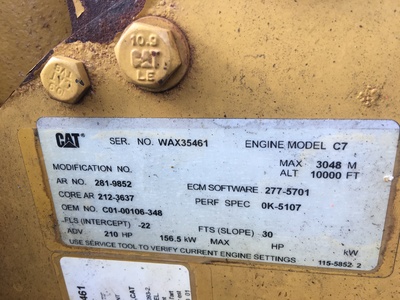 10.9
CAT
LE
CAT SER. NO. WAX35461 ENGINE MODEL C7
MAX 3048 M
MODIFICATION NO. ALT 10000 FT
AR NO. 281-9852 ECM SOFTWARE 277-5701
CORE AR 212-3637 PERF SPEC 0K-5107
OEM NO. C01-00106-348
FLS (INTERCEPT) -22 FTS (SLOPE) 30
ADV 210 HP 156.5 kW MAX HP kW
USE SERVICE TOOL TO VERIFY CURRENT ENGINE SETTINGS 115-5852 2
5461